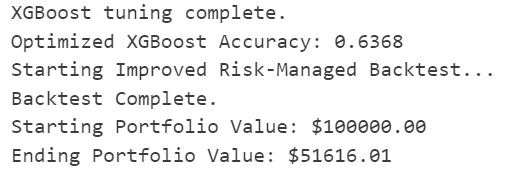 XGBoost tuning complete.
Optimized XGBoost Accuracy: 0.6368
Starting Improved Risk-Managed Backtest...
Backtest Complete.
Starting Portfolio Value: $100000.00
Ending Portfolio Value: $51616.01